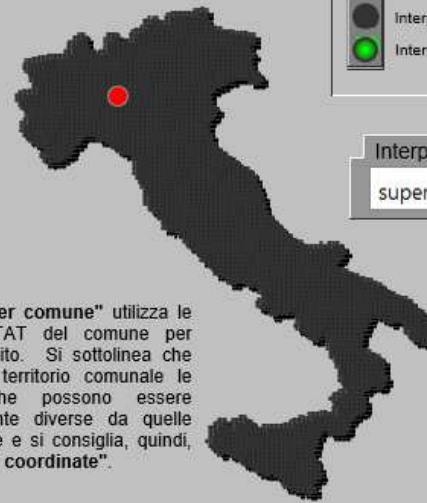 Inter
Inter
Interp
super
er comune" utilizza le
TAT del comune per
ito. Si sottolinea che
territorio comunale le
he possono essere
nte diverse da quelle
e e si consiglia, quindi,
coordinate".